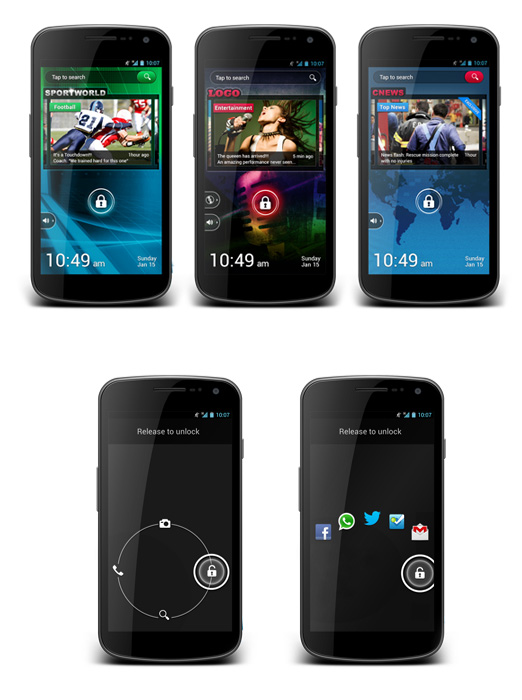 10:07
Tap to search
SPORTWORLD
Football
It's a Touchdown!!
1hour ago
Coach: "We trained hard for this one"
10:49 am
Sunday
Jan 15
10:07
Tap to search
LOGO
Entertainment
The queen has arrived!!
5 min ago
An amazing performance never seen...
10:49 am
Sunday
Jan 15
10:07
Tap to search
CNEWS
Top News
News flash: Rescue mission complete
1hour
with no injuries
10:49 am
Sunday
Jan 15
10:07
Release to unlock
10:07
Release to unlock